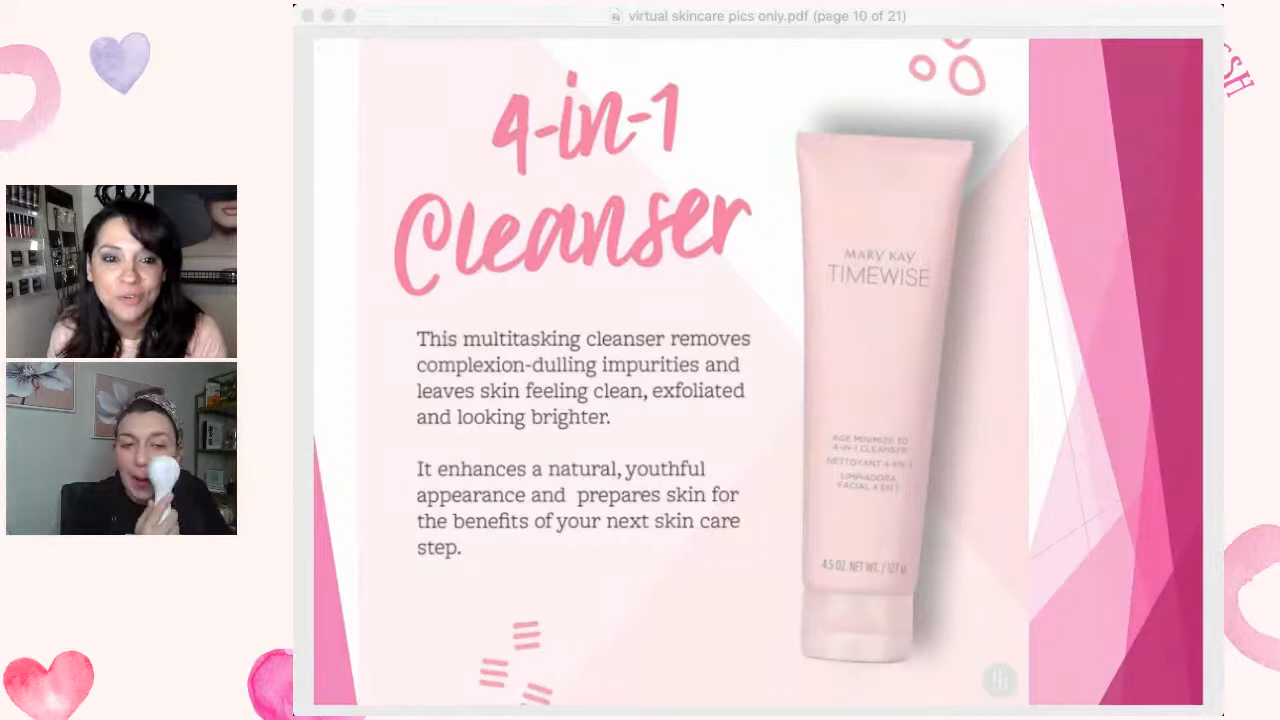 virtual skincare pics only.pdf (page 10 of 21)
4-in-1
Cleanser
This multitasking cleanser removes
complexion-dulling impurities and
leaves skin feeling clean, exfoliated
and looking brighter.
It enhances a natural, youthful
appearance and prepares skin for
the benefits of your next skin care
step.
MARY KAY
TIMEWISE
AGE MINIMIZE 3D
4-IN-1 CLEANSER
NETTOYANT 4-EN-1
LIMPIADORA
FACIAL 4 EN 1
4.5 OZ. NET WT. /